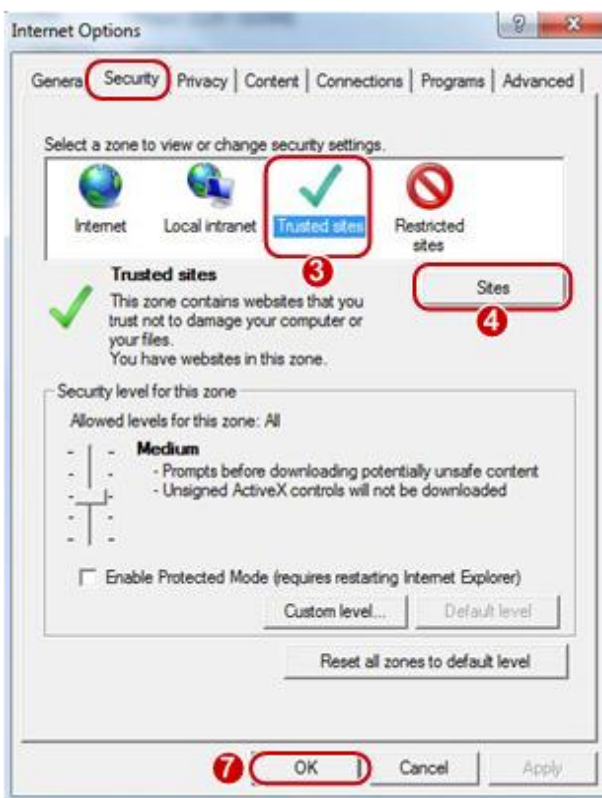 Internet Options
General Security Privacy Content Connections Programs Advanced
Select a zone to view or change security settings.
Internet Local intranet Trusted sites Restricted sites
3
Trusted sites
Sites
4
This zone contains websites that you
trust not to damage your computer or
your files.
You have websites in this zone.
Security level for this zone
Allowed levels for this zone: All
Medium
- Prompts before downloading potentially unsafe content
- Unsigned ActiveX controls will not be downloaded
Enable Protected Mode (requires restarting Internet Explorer)
Custom level... Default level
Reset all zones to default level
7 OK Cancel Apply